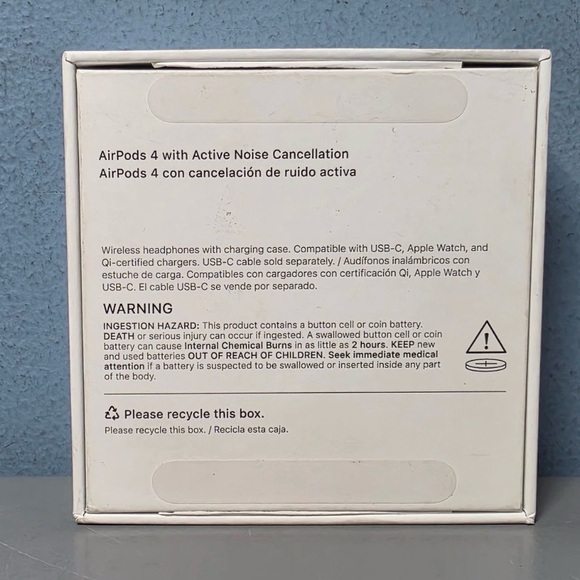 AirPods 4 with Active Noise Cancellation
AirPods 4 con cancelación de ruido activa
Wireless headphones with charging case. Compatible with USB-C, Apple Watch, and
Qi-certified chargers. USB-C cable sold separately. / Audífonos inalámbricos con
estuche de carga. Compatibles con cargadores con certificación Qi, Apple Watch y
USB-C. El cable USB-C se vende por separado.
WARNING
INGESTION HAZARD: This product contains a button cell or coin battery.
DEATH or serious injury can occur if ingested. A swallowed button cell or coin
battery can cause Internal Chemical Burns in as little as 2 hours. KEEP new
and used batteries OUT OF REACH OF CHILDREN. Seek immediate medical
attention if a battery is suspected to be swallowed or inserted inside any part
of the body.
Please recycle this box.
Please recycle this box. / Recicla esta caja.